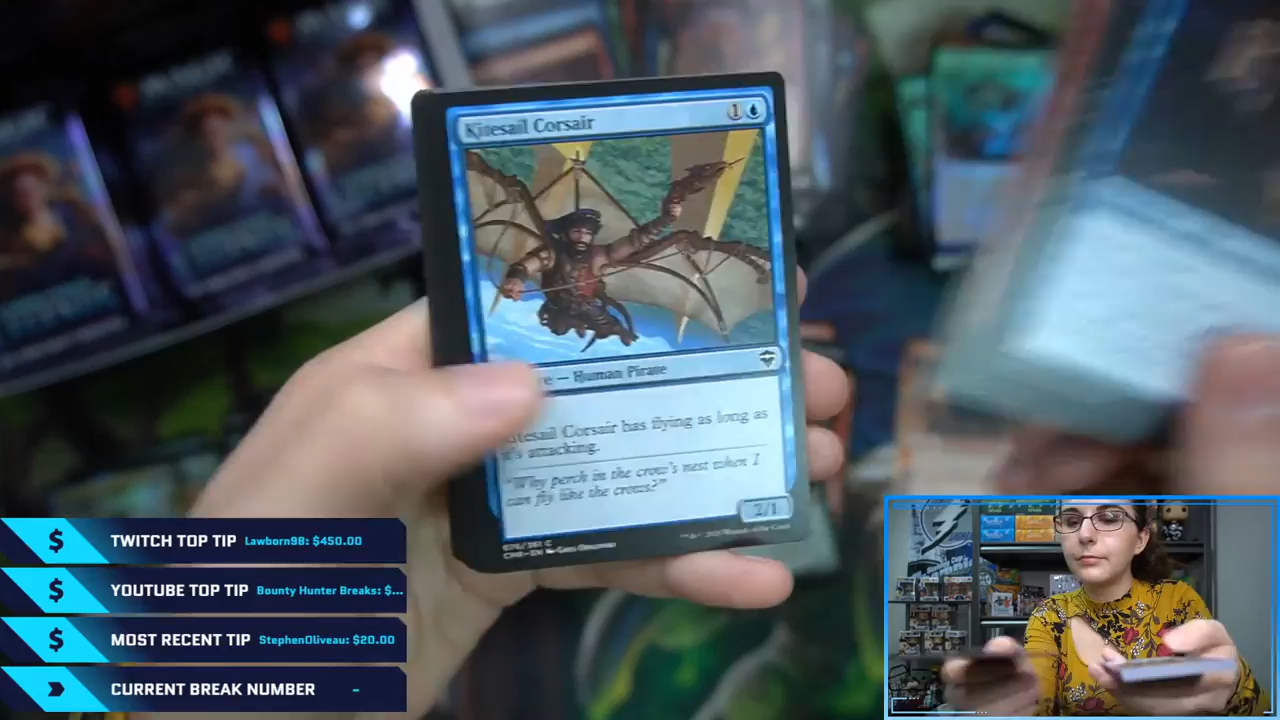 Kitesail Corsair
1
— Human Pirate
Kitesail Corsair has flying as long as
it's attacking.
"Why perch in the crow's nest when I
can fly like the crows?"
2/1
$ TWITCH TOP TIP Lawborn98: $450.00
$ YOUTUBE TOP TIP Bounty Hunter Breaks: $...
$ MOST RECENT TIP StephenOliveau: $20.00
CURRENT BREAK NUMBER -